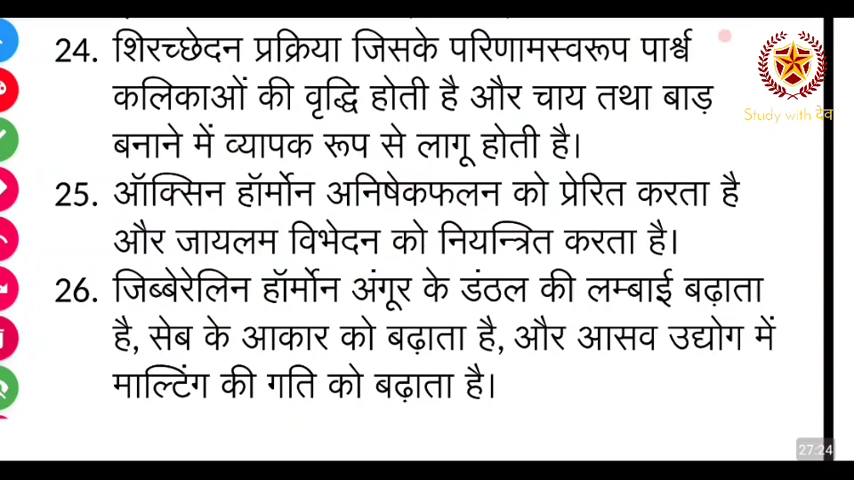 24. शिरच्छेदन प्रक्रिया जिसके परिणामस्वरूप पार्श्व
कलिकाओं की वृद्धि होती है और चाय तथा बाड़
बनाने में व्यापक रूप से लागू होती है।
25. ऑक्सिन हॉर्मोन अनिषेकफलन को प्रेरित करता है
और जायलम विभेदन को नियन्त्रित करता है।
26. जिब्बेरेलिन हॉर्मोन अंगूर के डंठल की लम्बाई बढ़ाता
है, सेब के आकार को बढ़ाता है, और आसव उद्योग में
माल्टिंग की गति को बढ़ाता है।
Study with देव
27:24